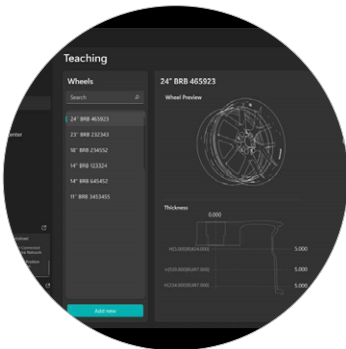 Teaching
Wheels
Search
24" BRB 465923
23" BRB 232343
18" BRB 234552
14" BRB 123324
14" BRB 645452
11" BRB 3453455
Add new
24" BRB 465923
Wheel Preview
Thickness
0.000
5.000
5.000
5.000